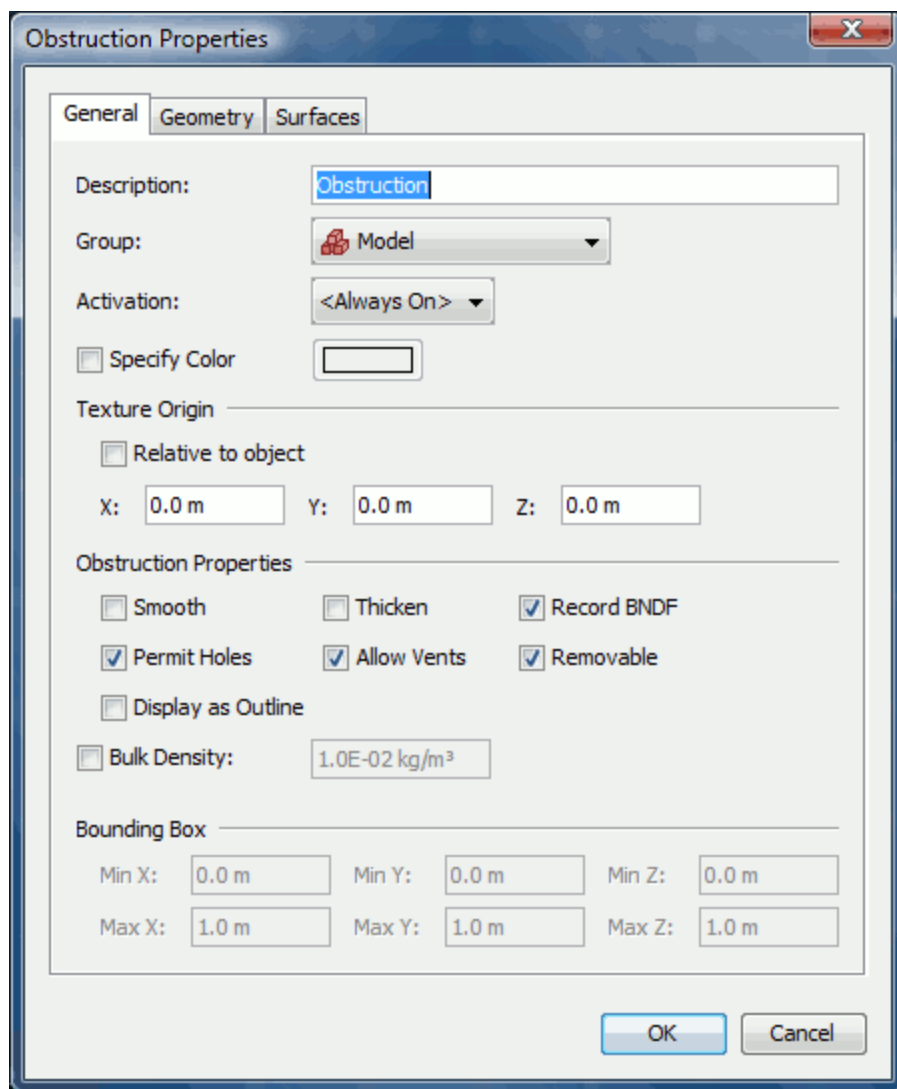 Obstruction Properties
General Geometry Surfaces
Description: Obstruction
Group: Model
Activation: <Always On>
Specify Color
Texture Origin
Relative to object
X: 0.0 m Y: 0.0 m Z: 0.0 m
Obstruction Properties
Smooth Thicken Record BNDF
Permit Holes Allow Vents Removable
Display as Outline
Bulk Density: 1.0E-02 kg/m³
Bounding Box
Min X: 0.0 m Min Y: 0.0 m Min Z: 0.0 m
Max X: 1.0 m Max Y: 1.0 m Max Z: 1.0 m
OK Cancel